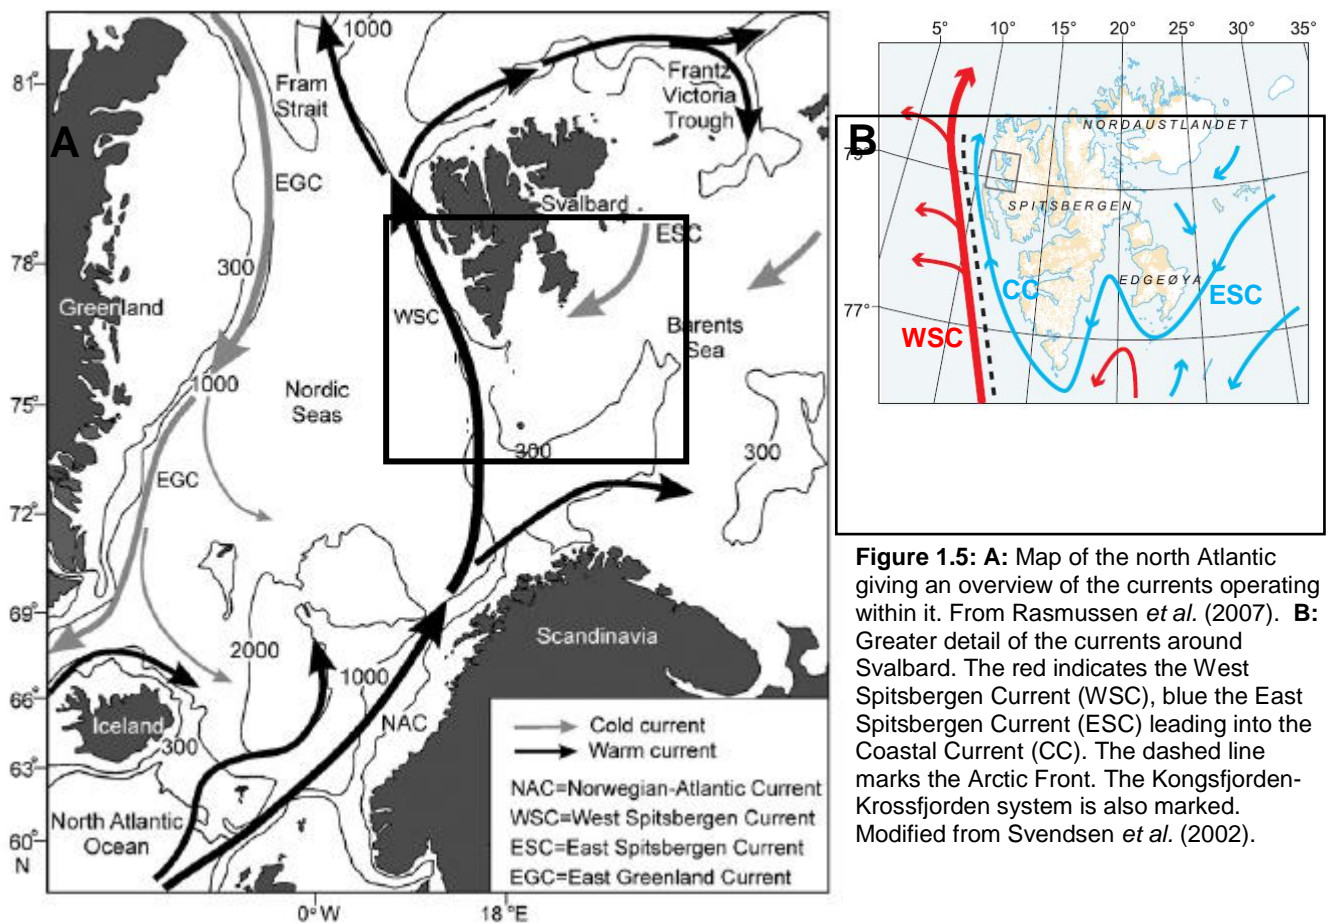 A
81°
78°
75°
72°
69°
66°
63°
60°
N
0°W
18°E
1000
Fram
Strait
Frantz
Victoria
Trough
EGC
300
Svalbard
ESC
Greenland
WSC
Barents
Sea
1000
Nordic
Seas
300
300
EGC
2000
1000
Scandinavia
Iceland
300
NAC
North Atlantic
Ocean
Cold current
Warm current
NAC=Norwegian-Atlantic Current
WSC=West Spitsbergen Current
ESC=East Spitsbergen Current
EGC=East Greenland Current
5° 10° 15° 20° 25° 30° 35°
B
79°
77°
NORDAUSTLANDET
SPITSBERGEN
EDGEØYA
CC
ESC
WSC
Figure 1.5: A: Map of the north Atlantic
giving an overview of the currents operating
within it. From Rasmussen et al. (2007). B:
Greater detail of the currents around
Svalbard. The red indicates the West
Spitsbergen Current (WSC), blue the East
Spitsbergen Current (ESC) leading into the
Coastal Current (CC). The dashed line
marks the Arctic Front. The Kongsfjorden-
Krossfjorden system is also marked.
Modified from Svendsen et al. (2002).